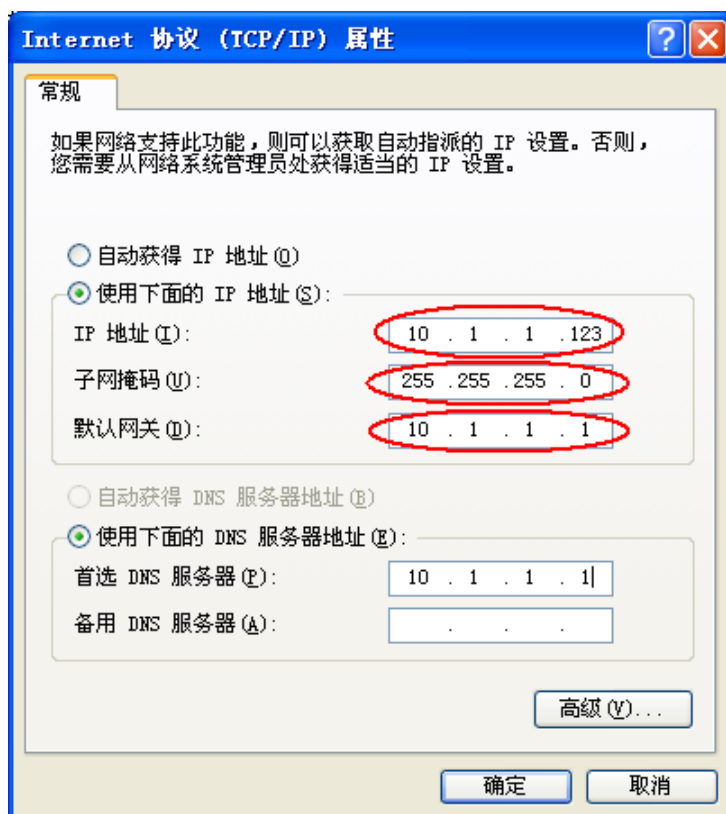 Internet 协议 (TCP/IP) 属性
常规
如果网络支持此功能,则可以获取自动指派的 IP 设置。否则,
您需要从网络系统管理员处获得适当的 IP 设置。
自动获得 IP 地址(O)
使用下面的 IP 地址(S):
IP 地址(I): 10 . 1 . 1 .123
子网掩码(U): 255 .255 .255 . 0
默认网关(D): 10 . 1 . 1 . 1
自动获得 DNS 服务器地址(B)
使用下面的 DNS 服务器地址(E):
首选 DNS 服务器(P): 10 . 1 . 1 . 1
备用 DNS 服务器(A): . . .
高级(V)...
确定 取消